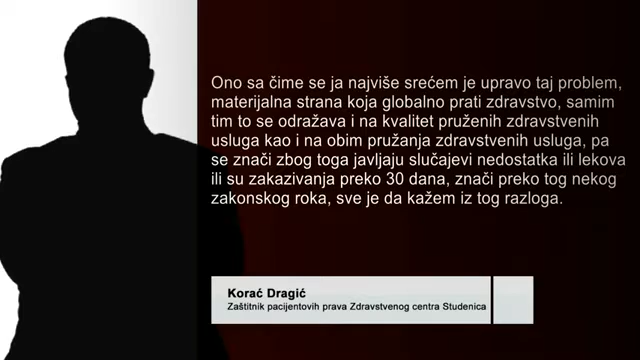 Ono sa čime se ja najviše srećem je upravo taj problem,
materijalna strana koja globalno prati zdravstvo, samim
tim to se odražava i na kvalitet pruženih zdravstvenih
usluga kao i na obim pružanja zdravstvenih usluga, pa
se znači zbog toga javljaju slučajevi nedostatka ili lekova
ili su zakazivanja preko 30 dana, znači preko tog nekog
zakonskog roka, sve je da kažem iz tog razloga.
Korać Dragić
Zaštitnik pacijentovih prava Zdravstvenog centra Studenica